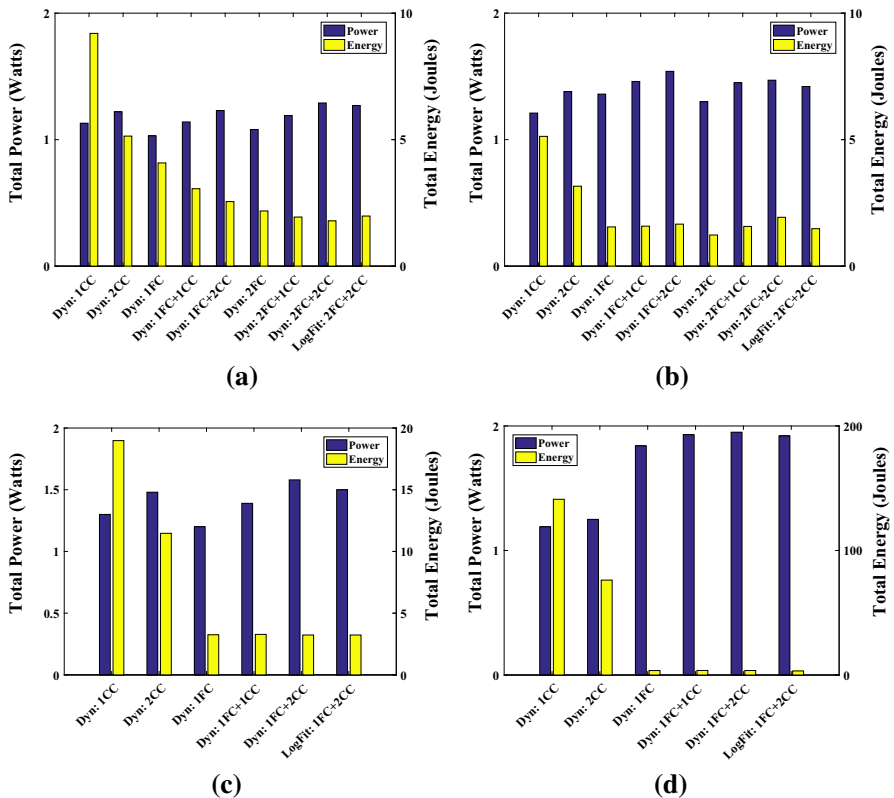 2
1
0
Total Power (Watts)
Power
Energy
10
5
0
Total Energy (Joules)
Dyn: 1CC
Dyn: 2CC
Dyn: 1FC
Dyn: 1FC+1CC
Dyn: 1FC+2CC
Dyn: 2FC
Dyn: 2FC+1CC
Dyn: 2FC+2CC
LogFit: 2FC+2CC
(a)
2
1
0
Total Power (Watts)
Power
Energy
10
5
0
Total Energy (Joules)
Dyn: 1CC
Dyn: 2CC
Dyn: 1FC
Dyn: 1FC+1CC
Dyn: 1FC+2CC
Dyn: 2FC
Dyn: 2FC+1CC
Dyn: 2FC+2CC
LogFit: 2FC+2CC
(b)
2
1.5
1
0.5
0
Total Power (Watts)
Power
Energy
20
15
10
5
0
Total Energy (Joules)
Dyn: 1CC
Dyn: 2CC
Dyn: 1FC
Dyn: 1FC+1CC
Dyn: 1FC+2CC
LogFit: 1FC+2CC
(c)
2
1
0
Total Power (Watts)
Power
Energy
200
100
0
Total Energy (Joules)
Dyn: 1CC
Dyn: 2CC
Dyn: 1FC
Dyn: 1FC+1CC
Dyn: 1FC+2CC
LogFit: 1FC+2CC
(d)